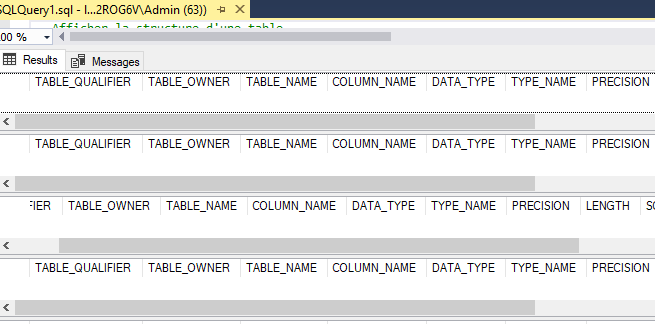 SQLQuery1.sql - l...2ROG6V\Admin (63))
Afficher la structure d'une table
.00 %
Results Messages
TABLE_QUALIFIER TABLE_OWNER TABLE_NAME COLUMN_NAME DATA_TYPE TYPE_NAME PRECISION
TABLE_QUALIFIER TABLE_OWNER TABLE_NAME COLUMN_NAME DATA_TYPE TYPE_NAME PRECISION
FIER TABLE_OWNER TABLE_NAME COLUMN_NAME DATA_TYPE TYPE_NAME PRECISION LENGTH
TABLE_QUALIFIER TABLE_OWNER TABLE_NAME COLUMN_NAME DATA_TYPE TYPE_NAME PRECISION